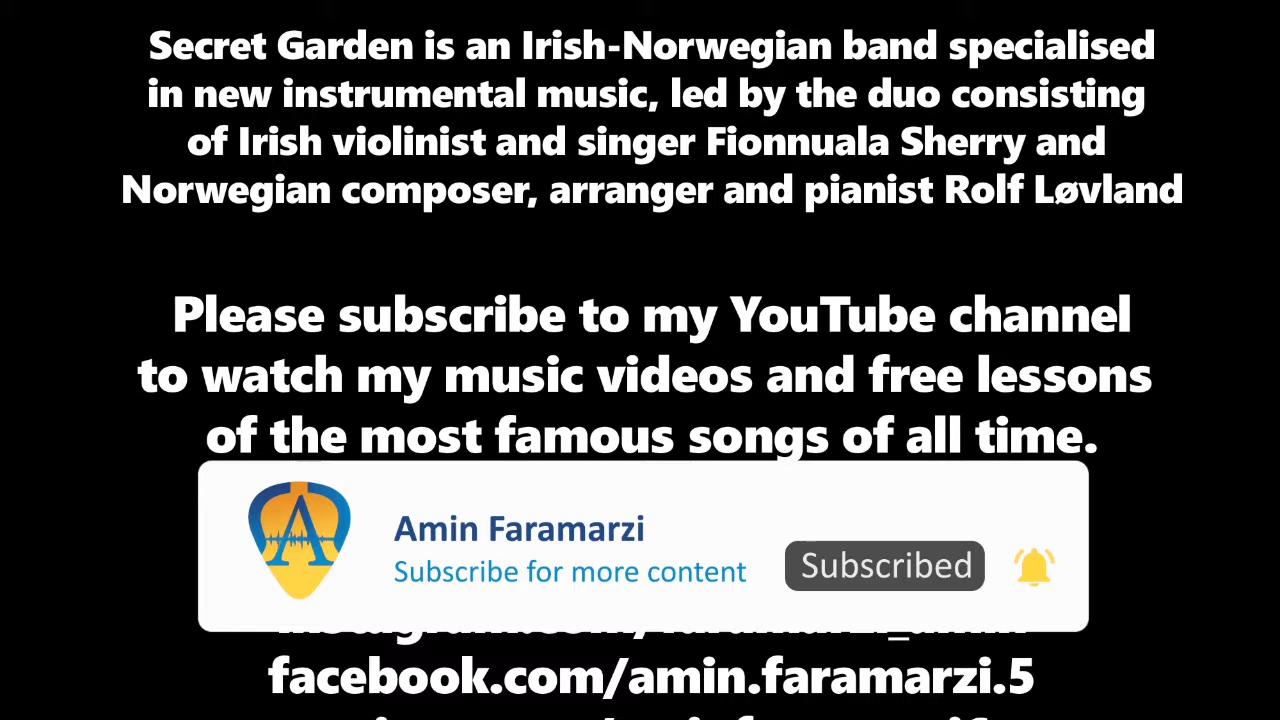 Secret Garden is an Irish-Norwegian band specialised
in new instrumental music, led by the duo consisting
of Irish violinist and singer Fionnuala Sherry and
Norwegian composer, arranger and pianist Rolf Løvland
Please subscribe to my YouTube channel
to watch my music videos and free lessons
of the most famous songs of all time.
A
Amin Faramarzi
Subscribe for more content
Subscribed
facebook.com/amin.faramarzi.5